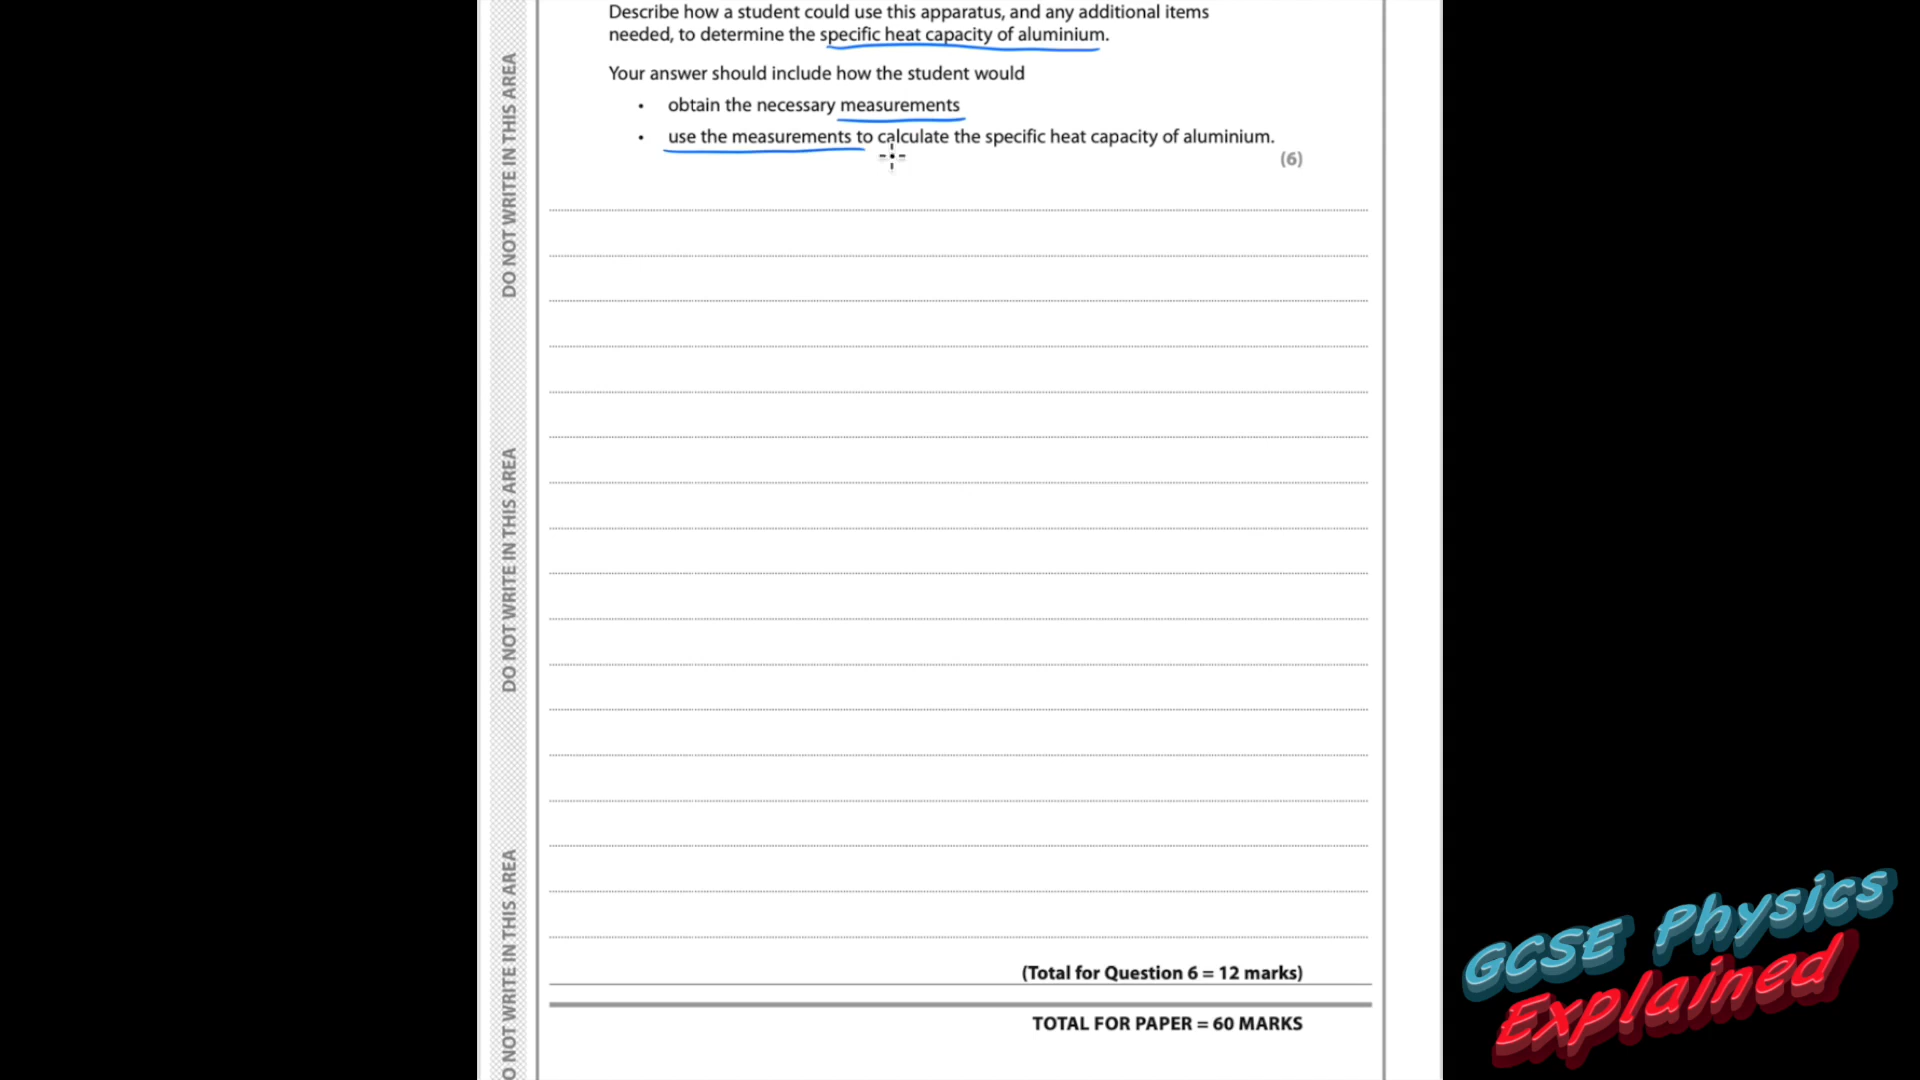 Describe how a student could use this apparatus, and any additional items
needed, to determine the specific heat capacity of aluminium.
Your answer should include how the student would
• obtain the necessary measurements
• use the measurements to calculate the specific heat capacity of aluminium.
(6)
DO NOT WRITE IN THIS AREA
DO NOT WRITE IN THIS AREA
O NOT WRITE IN THIS AREA
(Total for Question 6 = 12 marks)
TOTAL FOR PAPER = 60 MARKS
GCSE Physics
Explained